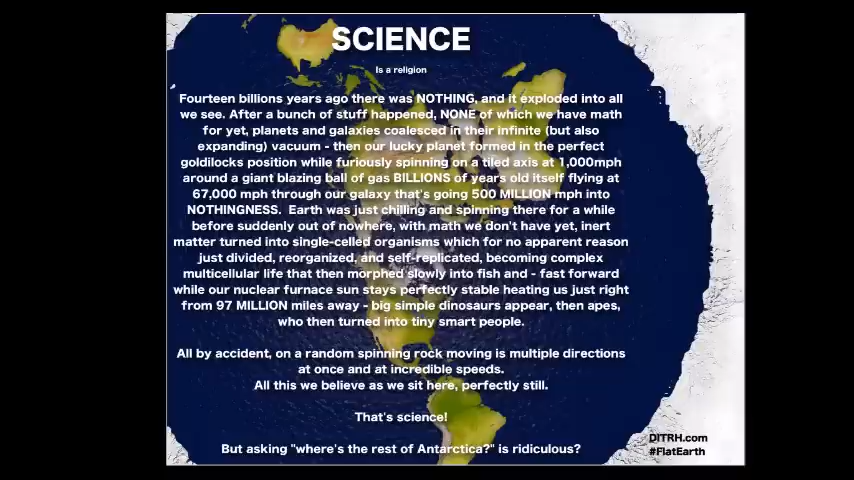 SCIENCE
Is a religion
Fourteen billions years ago there was NOTHING, and it exploded into all
we see. After a bunch of stuff happened, NONE of which we have math
for yet, planets and galaxies coalesced in their infinite (but also
expanding) vacuum - then our lucky planet formed in the perfect
goldilocks position while furiously spinning on a tiled axis at 1,000mph
around a giant blazing ball of gas BILLIONS of years old itself flying at
67,000 mph through our galaxy that's going 500 MILLION mph into
NOTHINGNESS. Earth was just chilling and spinning there for a while
before suddenly out of nowhere, with math we don't have yet, inert
matter turned into single-celled organisms which for no apparent reason
just divided, reorganized, and self-replicated, becoming complex
multicellular life that then morphed slowly into fish and - fast forward
while our nuclear furnace sun stays perfectly stable heating us just right
from 97 MILLION miles away - big simple dinosaurs appear, then apes,
who then turned into tiny smart people.
All by accident, on a random spinning rock moving is multiple directions
at once and at incredible speeds.
All this we believe as we sit here, perfectly still.
That's science!
But asking "where's the rest of Antarctica?" is ridiculous?
DITRH.com
#FlatEarth